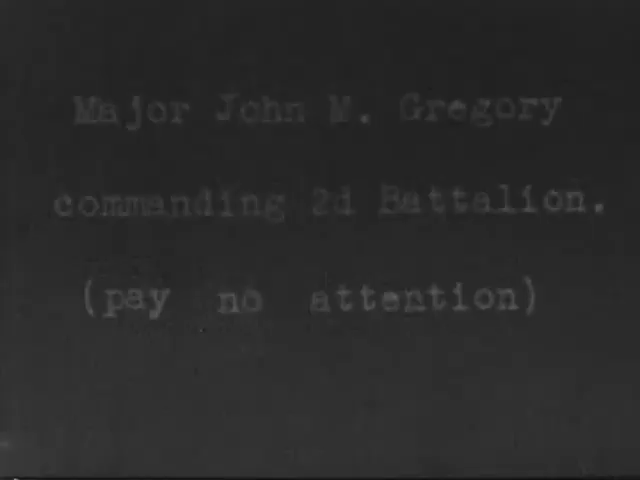 Major John M. Gregory
commanding 2d Battalion.
(pay no attention)